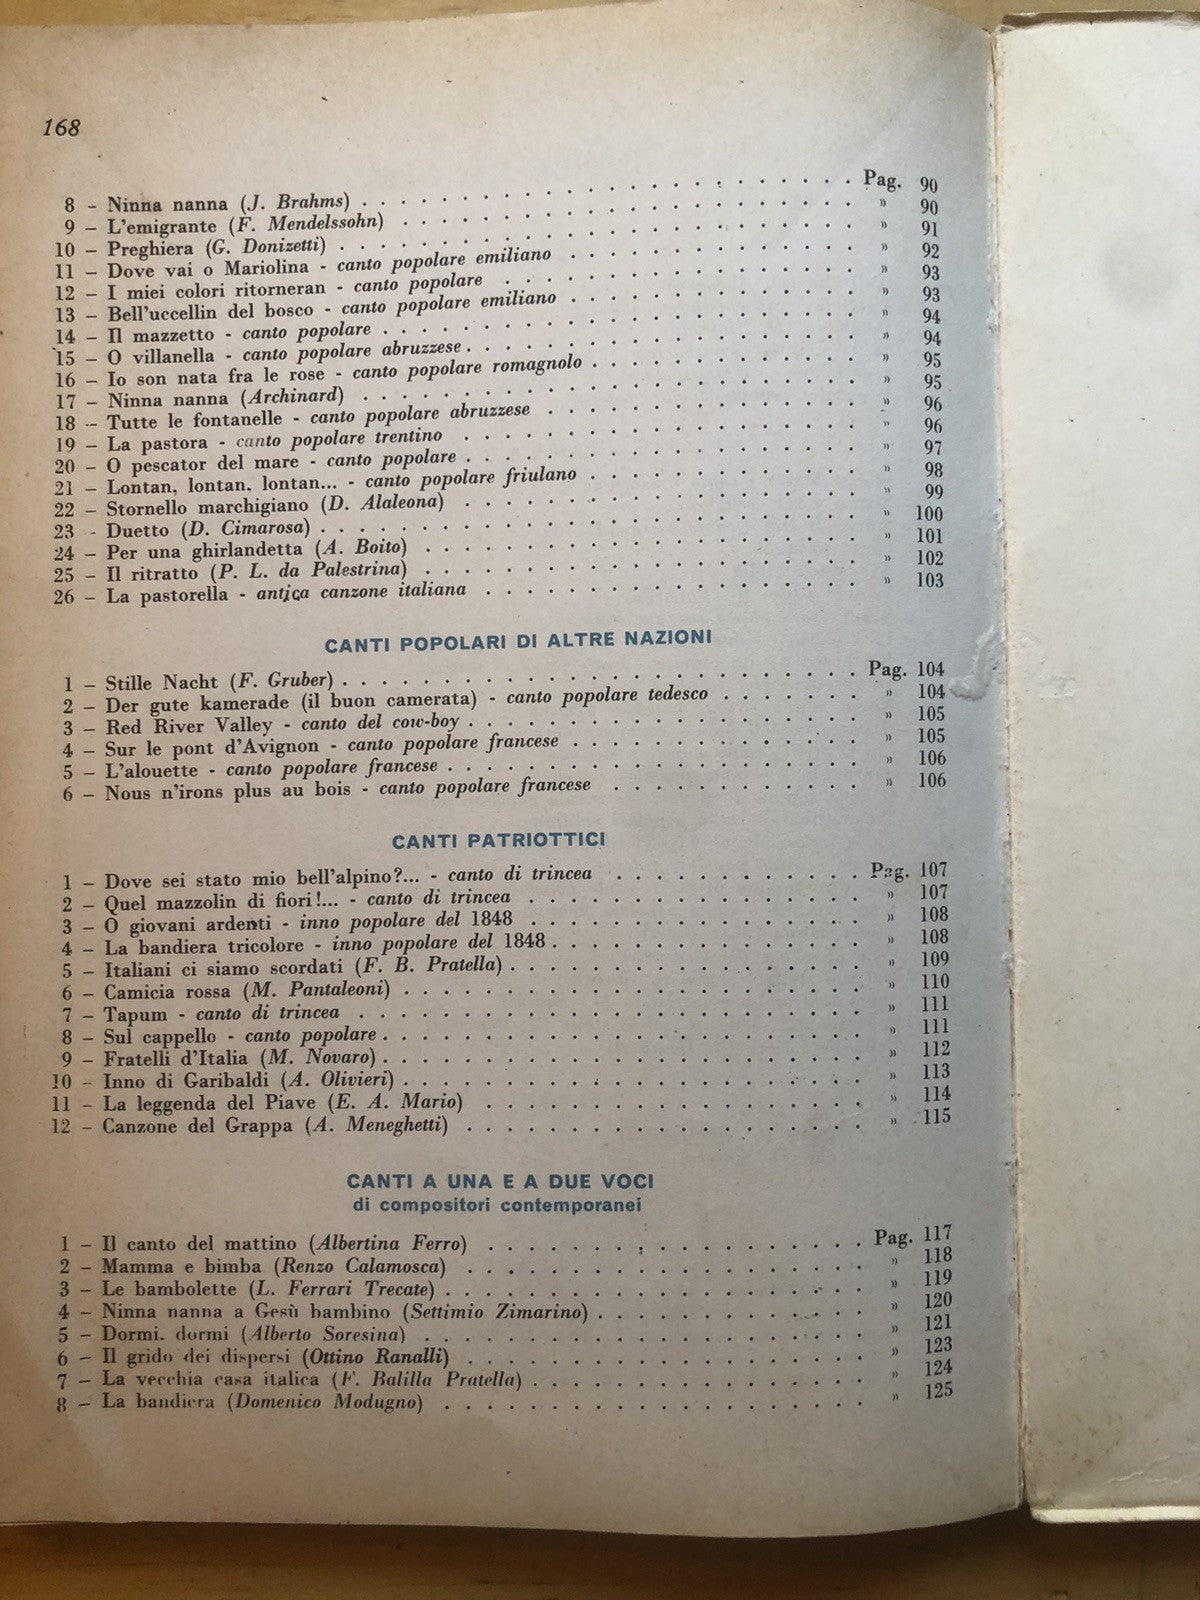 168
8 - Ninna nanna (J. Brahms) . . . . . . . . . . Pag. 90
9 - L'emigrante (F. Mendelssohn) . . . . . . . . . . » 90
10 - Preghiera (G. Donizetti) . . . . . . . . . . » 91
11 - Dove vai o Mariolina - canto popolare emiliano . . . . . . . . . . » 92
12 - I miei colori ritorneran - canto popolare . . . . . . . . . . » 93
13 - Bell'uccellin del bosco - canto popolare emiliano . . . . . . . . . . » 93
14 - Il mazzetto - canto popolare . . . . . . . . . . » 94
15 - O villanella - canto popolare abruzzese . . . . . . . . . . » 94
16 - Io son nata fra le rose - canto popolare romagnolo . . . . . . . . . . » 95
17 - Ninna nanna (Archinard) . . . . . . . . . . » 95
18 - Tutte le fontanelle - canto popolare abruzzese . . . . . . . . . . » 96
19 - La pastora - canto popolare trentino . . . . . . . . . . » 96
20 - O pescator del mare - canto popolare . . . . . . . . . . » 97
21 - Lontan, lontan, lontan... - canto popolare friulano . . . . . . . . . . » 98
22 - Stornello marchigiano (D. Alaleona) . . . . . . . . . . » 99
23 - Duetto (D. Cimarosa) . . . . . . . . . . » 100
24 - Per una ghirlandetta (A. Boito) . . . . . . . . . . » 101
25 - Il ritratto (P. L. da Palestrina) . . . . . . . . . . » 102
26 - La pastorella - antica canzone italiana . . . . . . . . . . » 103
CANTI POPOLARI DI ALTRE NAZIONI
1 - Stille Nacht (F. Gruber) . . . . . . . . . . Pag. 104
2 - Der gute kamerade (il buon camerata) - canto popolare tedesco . . . . . . . » 104
3 - Red River Valley - canto del cow-boy . . . . . . . . . . » 105
4 - Sur le pont d'Avignon - canto popolare francese . . . . . . . . . . » 105
5 - L'alouette - canto popolare francese . . . . . . . . . . » 106
6 - Nous n'irons plus au bois - canto popolare francese . . . . . . . . . . » 106
CANTI PATRIOTTICI
1 - Dove sei stato mio bell'alpino?... - canto di trincea . . . . . . . . . . Pag. 107
2 - Quel mazzolin di fiori!... - canto di trincea . . . . . . . . . . » 107
3 - O giovani ardenti - inno popolare del 1848 . . . . . . . . . . » 108
4 - La bandiera tricolore - inno popolare del 1848 . . . . . . . . . . » 108
5 - Italiani ci siamo scordati (F. B. Pratella) . . . . . . . . . . » 109
6 - Camicia rossa (M. Pantaleoni) . . . . . . . . . . » 110
7 - Tapum - canto di trincea . . . . . . . . . . » 111
8 - Sul cappello - canto popolare . . . . . . . . . . » 111
9 - Fratelli d'Italia (M. Novaro) . . . . . . . . . . » 112
10 - Inno di Garibaldi (A. Olivieri) . . . . . . . . . . » 113
11 - La leggenda del Piave (E. A. Mario) . . . . . . . . . . » 114
12 - Canzone del Grappa (A. Meneghetti) . . . . . . . . . . » 115
CANTI A UNA E A DUE VOCI
di compositori contemporanei
1 - Il canto del mattino (Albertina Ferro) . . . . . . . . . . Pag. 117
2 - Mamma e bimba (Renzo Calamosca) . . . . . . . . . . » 118
3 - Le bambolette (L. Ferrari Trecate) . . . . . . . . . . » 119
4 - Ninna nanna a Gesù bambino (Settimio Zimarino) . . . . . . . . . . » 120
5 - Dormi, dormi (Alberto Soresina) . . . . . . . . . . » 121
6 - Il grido dei dispersi (Ottino Ranalli) . . . . . . . . . . » 123
7 - La vecchia casa italica (F. Balilla Pratella) . . . . . . . . . . » 124
8 - La bandiera (Domenico Modugno) . . . . . . . . . . » 125